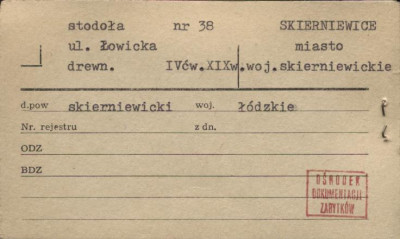 stodoła nr 38 SKIERNIEWICE
ul. Łowicka miasto
drewn. IVćw.XIXw. woj.skierniewickie
d.pow skierniewicki woj. łódzkie
Nr. rejestru z dn.
ODZ
BDZ
OŚRODEK
DOKUMENTACJI
ZABYTKÓW